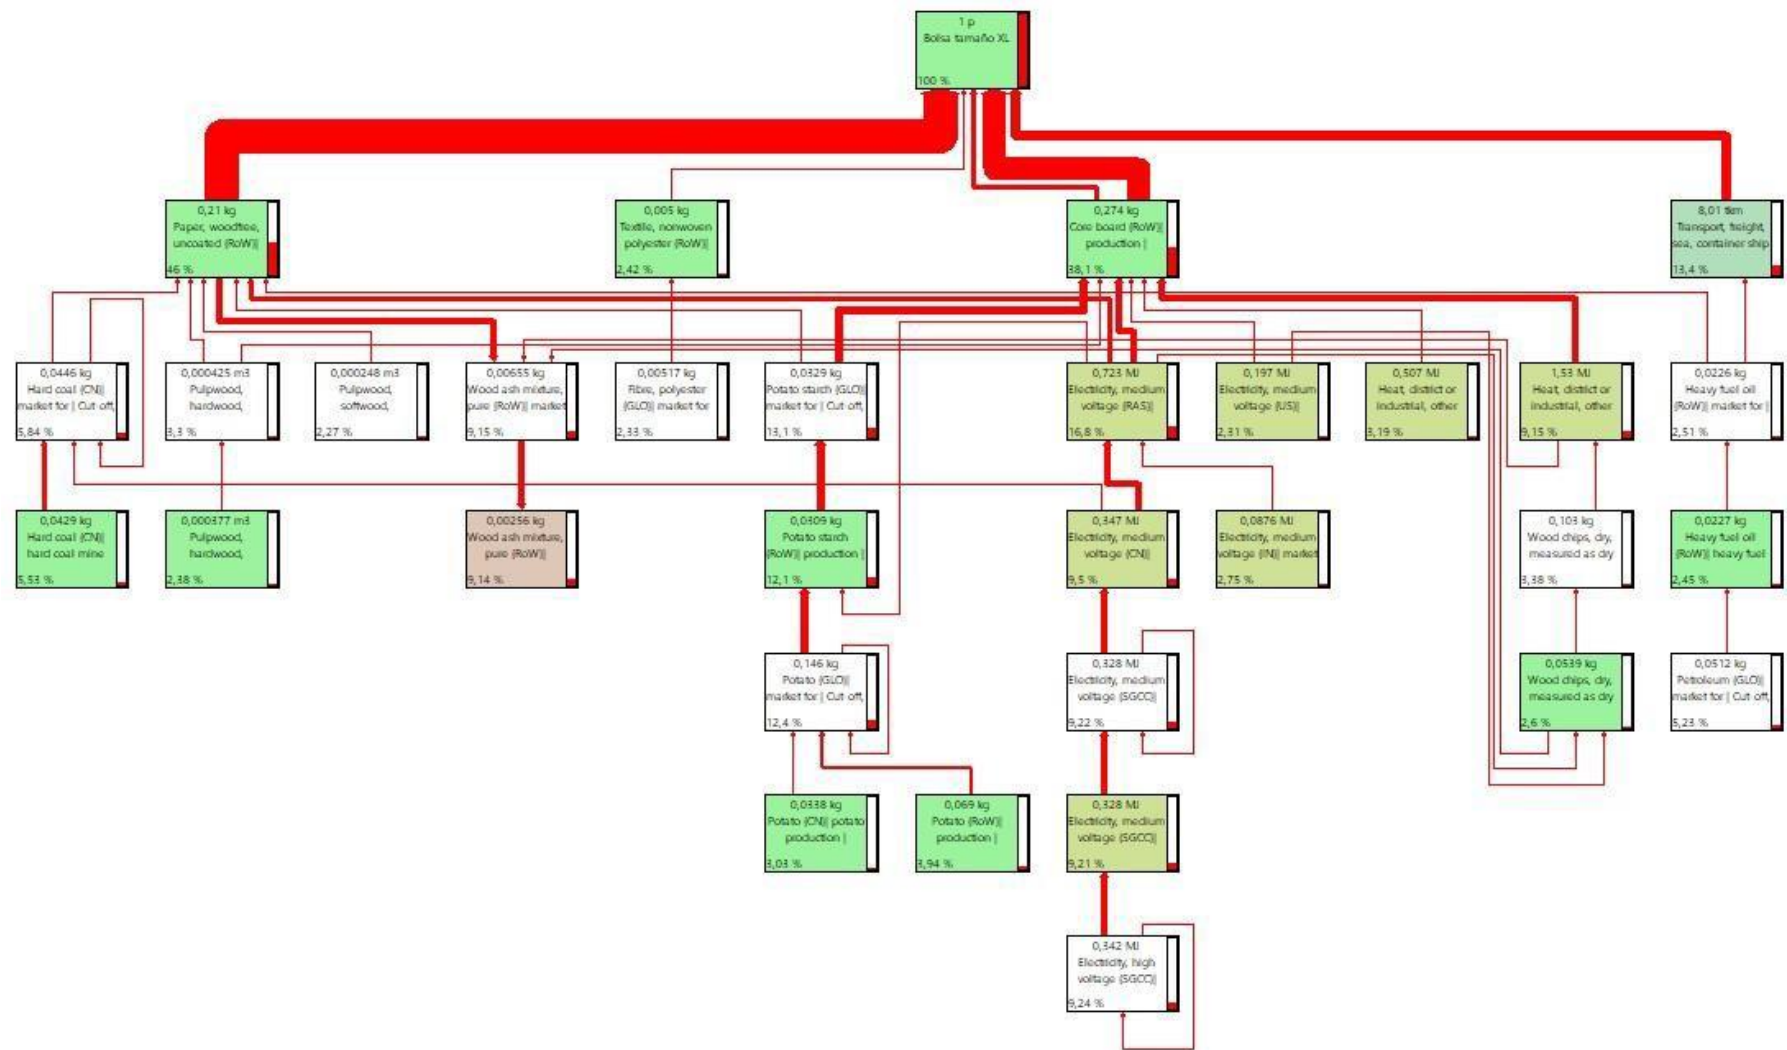 1 p
Bolsa tamaño XL
100 %
0,21 kg
Paper, woodfree,
uncoated {RoW}|
46 %
0,005 kg
Textile, nonwoven
polyester {RoW}|
2,42 %
0,274 kg
Core board {RoW}|
production |
38,1 %
8,01 tkm
Transport, freight,
sea, container ship
13,4 %
0,0446 kg
Hard coal {CN}|
market for | Cut-off,
5,84 %
0,000425 m3
Pulpwood,
hardwood,
3,3 %
0,000248 m3
Pulpwood,
softwood,
2,27 %
0,00655 kg
Wood ash mixture,
pure {RoW}| market
9,15 %
0,00517 kg
Fibre, polyester
{GLO}| market for
2,33 %
0,0329 kg
Potato starch {GLO}|
market for | Cut-off,
13,1 %
0,723 MJ
Electricity, medium
voltage {RAS}|
16,8 %
0,197 MJ
Electricity, medium
voltage {US}|
2,31 %
0,507 MJ
Heat, district or
industrial, other
3,19 %
1,53 MJ
Heat, district or
industrial, other
9,15 %
0,0226 kg
Heavy fuel oil
{RoW}| market for |
2,51 %
0,0429 kg
Hard coal {CN}|
hard coal mine
5,53 %
0,000377 m3
Pulpwood,
hardwood,
2,38 %
0,00256 kg
Wood ash mixture,
pure {RoW}|
9,14 %
0,0309 kg
Potato starch
{RoW}| production |
12,1 %
0,347 MJ
Electricity, medium
voltage {CN}|
9,5 %
0,0876 MJ
Electricity, medium
voltage {IN}| market
2,75 %
0,103 kg
Wood chips, dry,
measured as dry
3,38 %
0,0227 kg
Heavy fuel oil
{RoW}| heavy fuel
2,45 %
0,146 kg
Potato {GLO}|
market for | Cut-off,
12,4 %
0,328 MJ
Electricity, medium
voltage {SGCC}|
9,22 %
0,0539 kg
Wood chips, dry,
measured as dry
2,6 %
0,0512 kg
Petroleum {GLO}|
market for | Cut-off,
5,23 %
0,0338 kg
Potato {CN}| potato
production |
3,03 %
0,069 kg
Potato {RoW}|
production |
3,94 %
0,328 MJ
Electricity, medium
voltage {SGCC}|
9,21 %
0,342 MJ
Electricity, high
voltage {SGCC}|
9,24 %